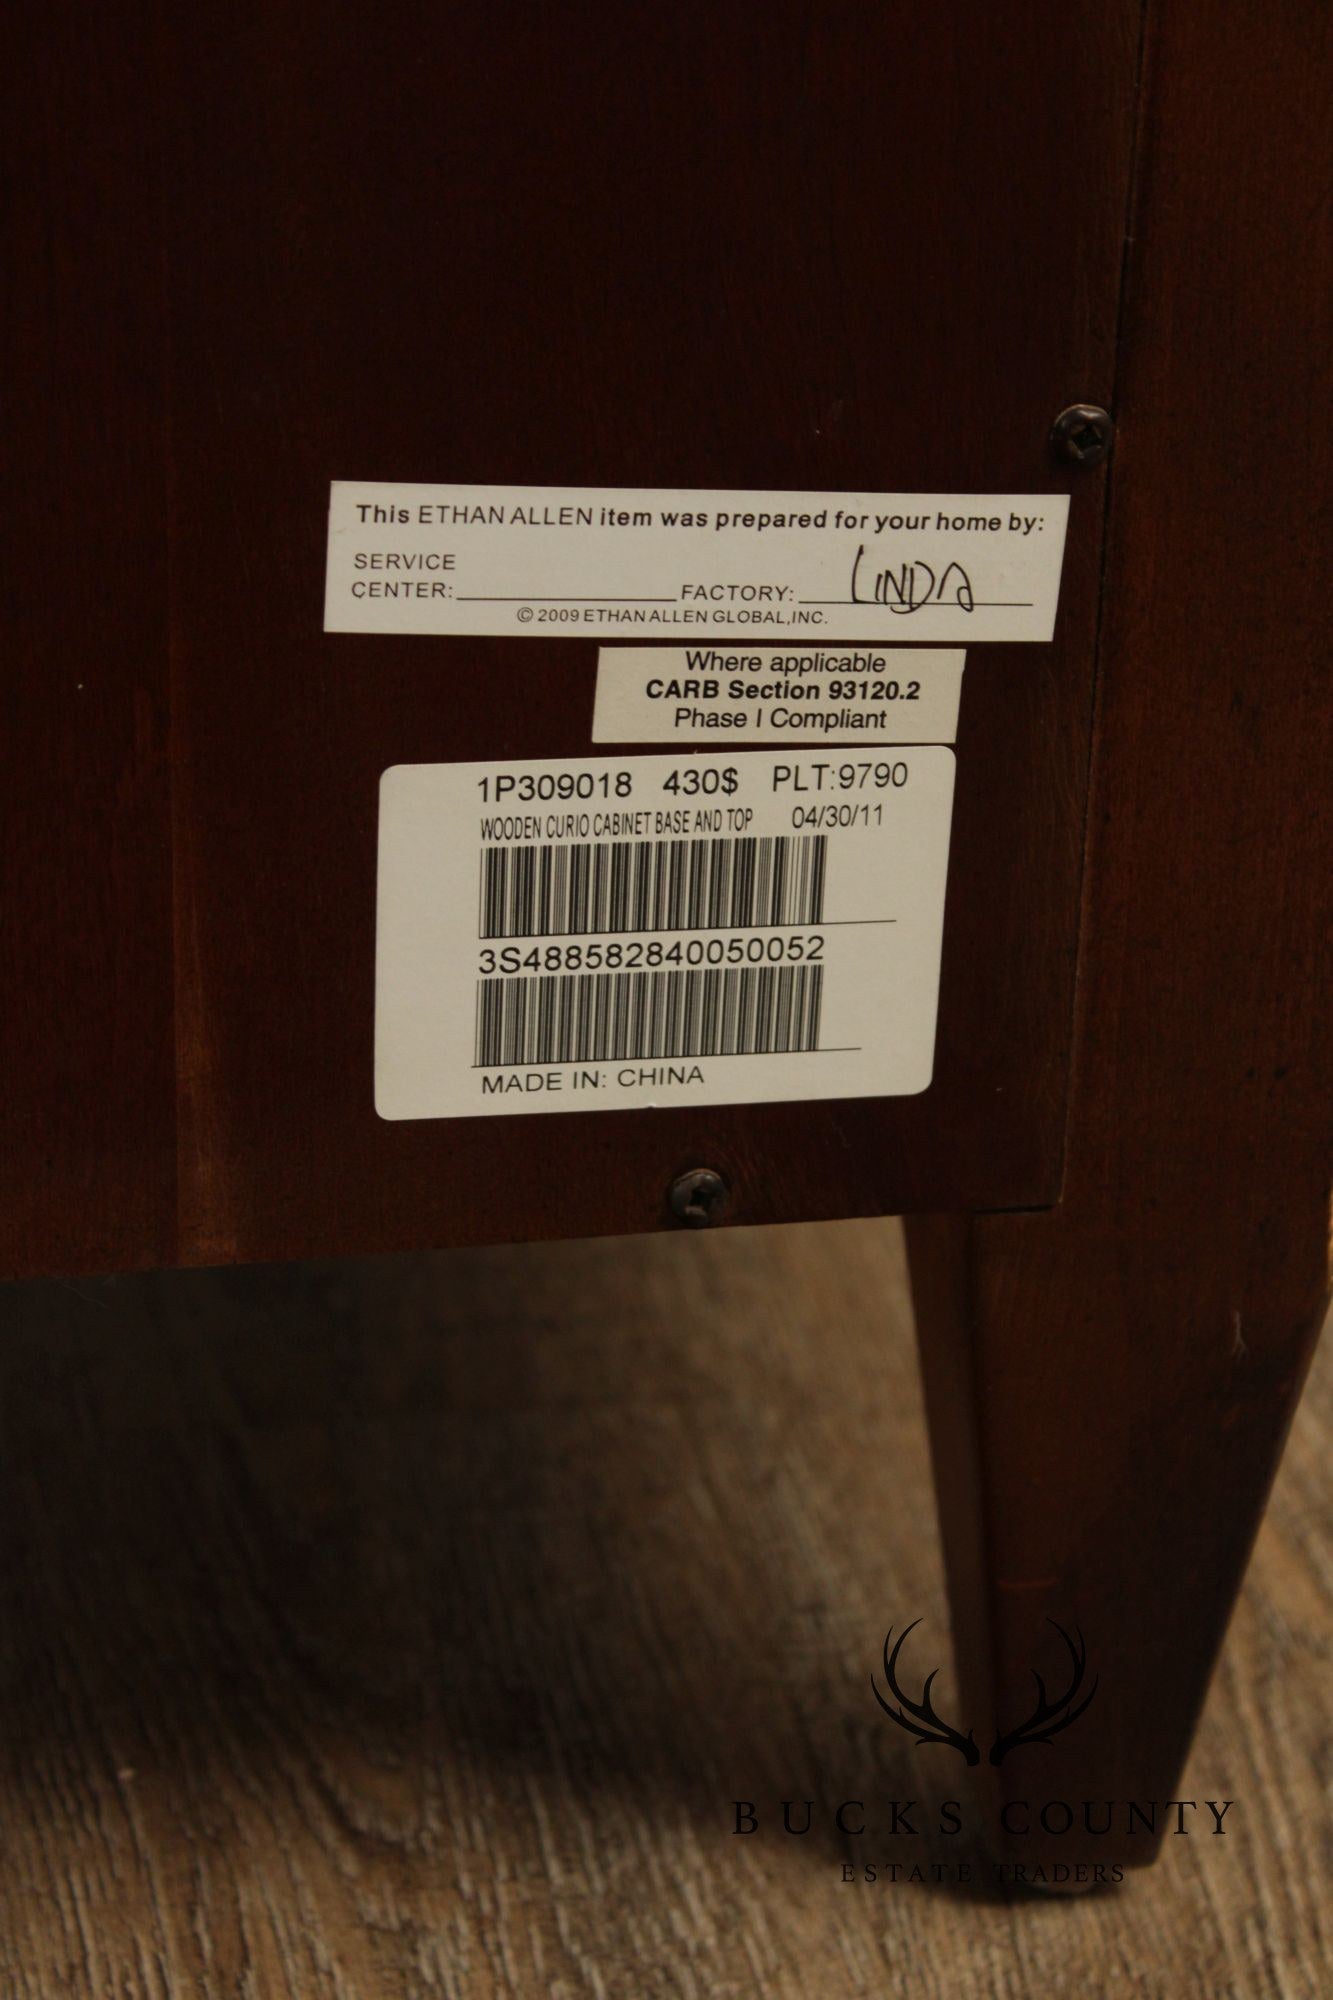 This ETHAN ALLEN item was prepared for your home by:
SERVICE
CENTER:____________ FACTORY: LINDA
© 2009 ETHAN ALLEN GLOBAL,INC.
Where applicable
CARB Section 93120.2
Phase I Compliant
1P309018 430$ PLT:9790
WOODEN CURIO CABINET BASE AND TOP 04/30/11
3S488582840050052
MADE IN: CHINA
BUCKS COUNTY
ESTATE TRADERS